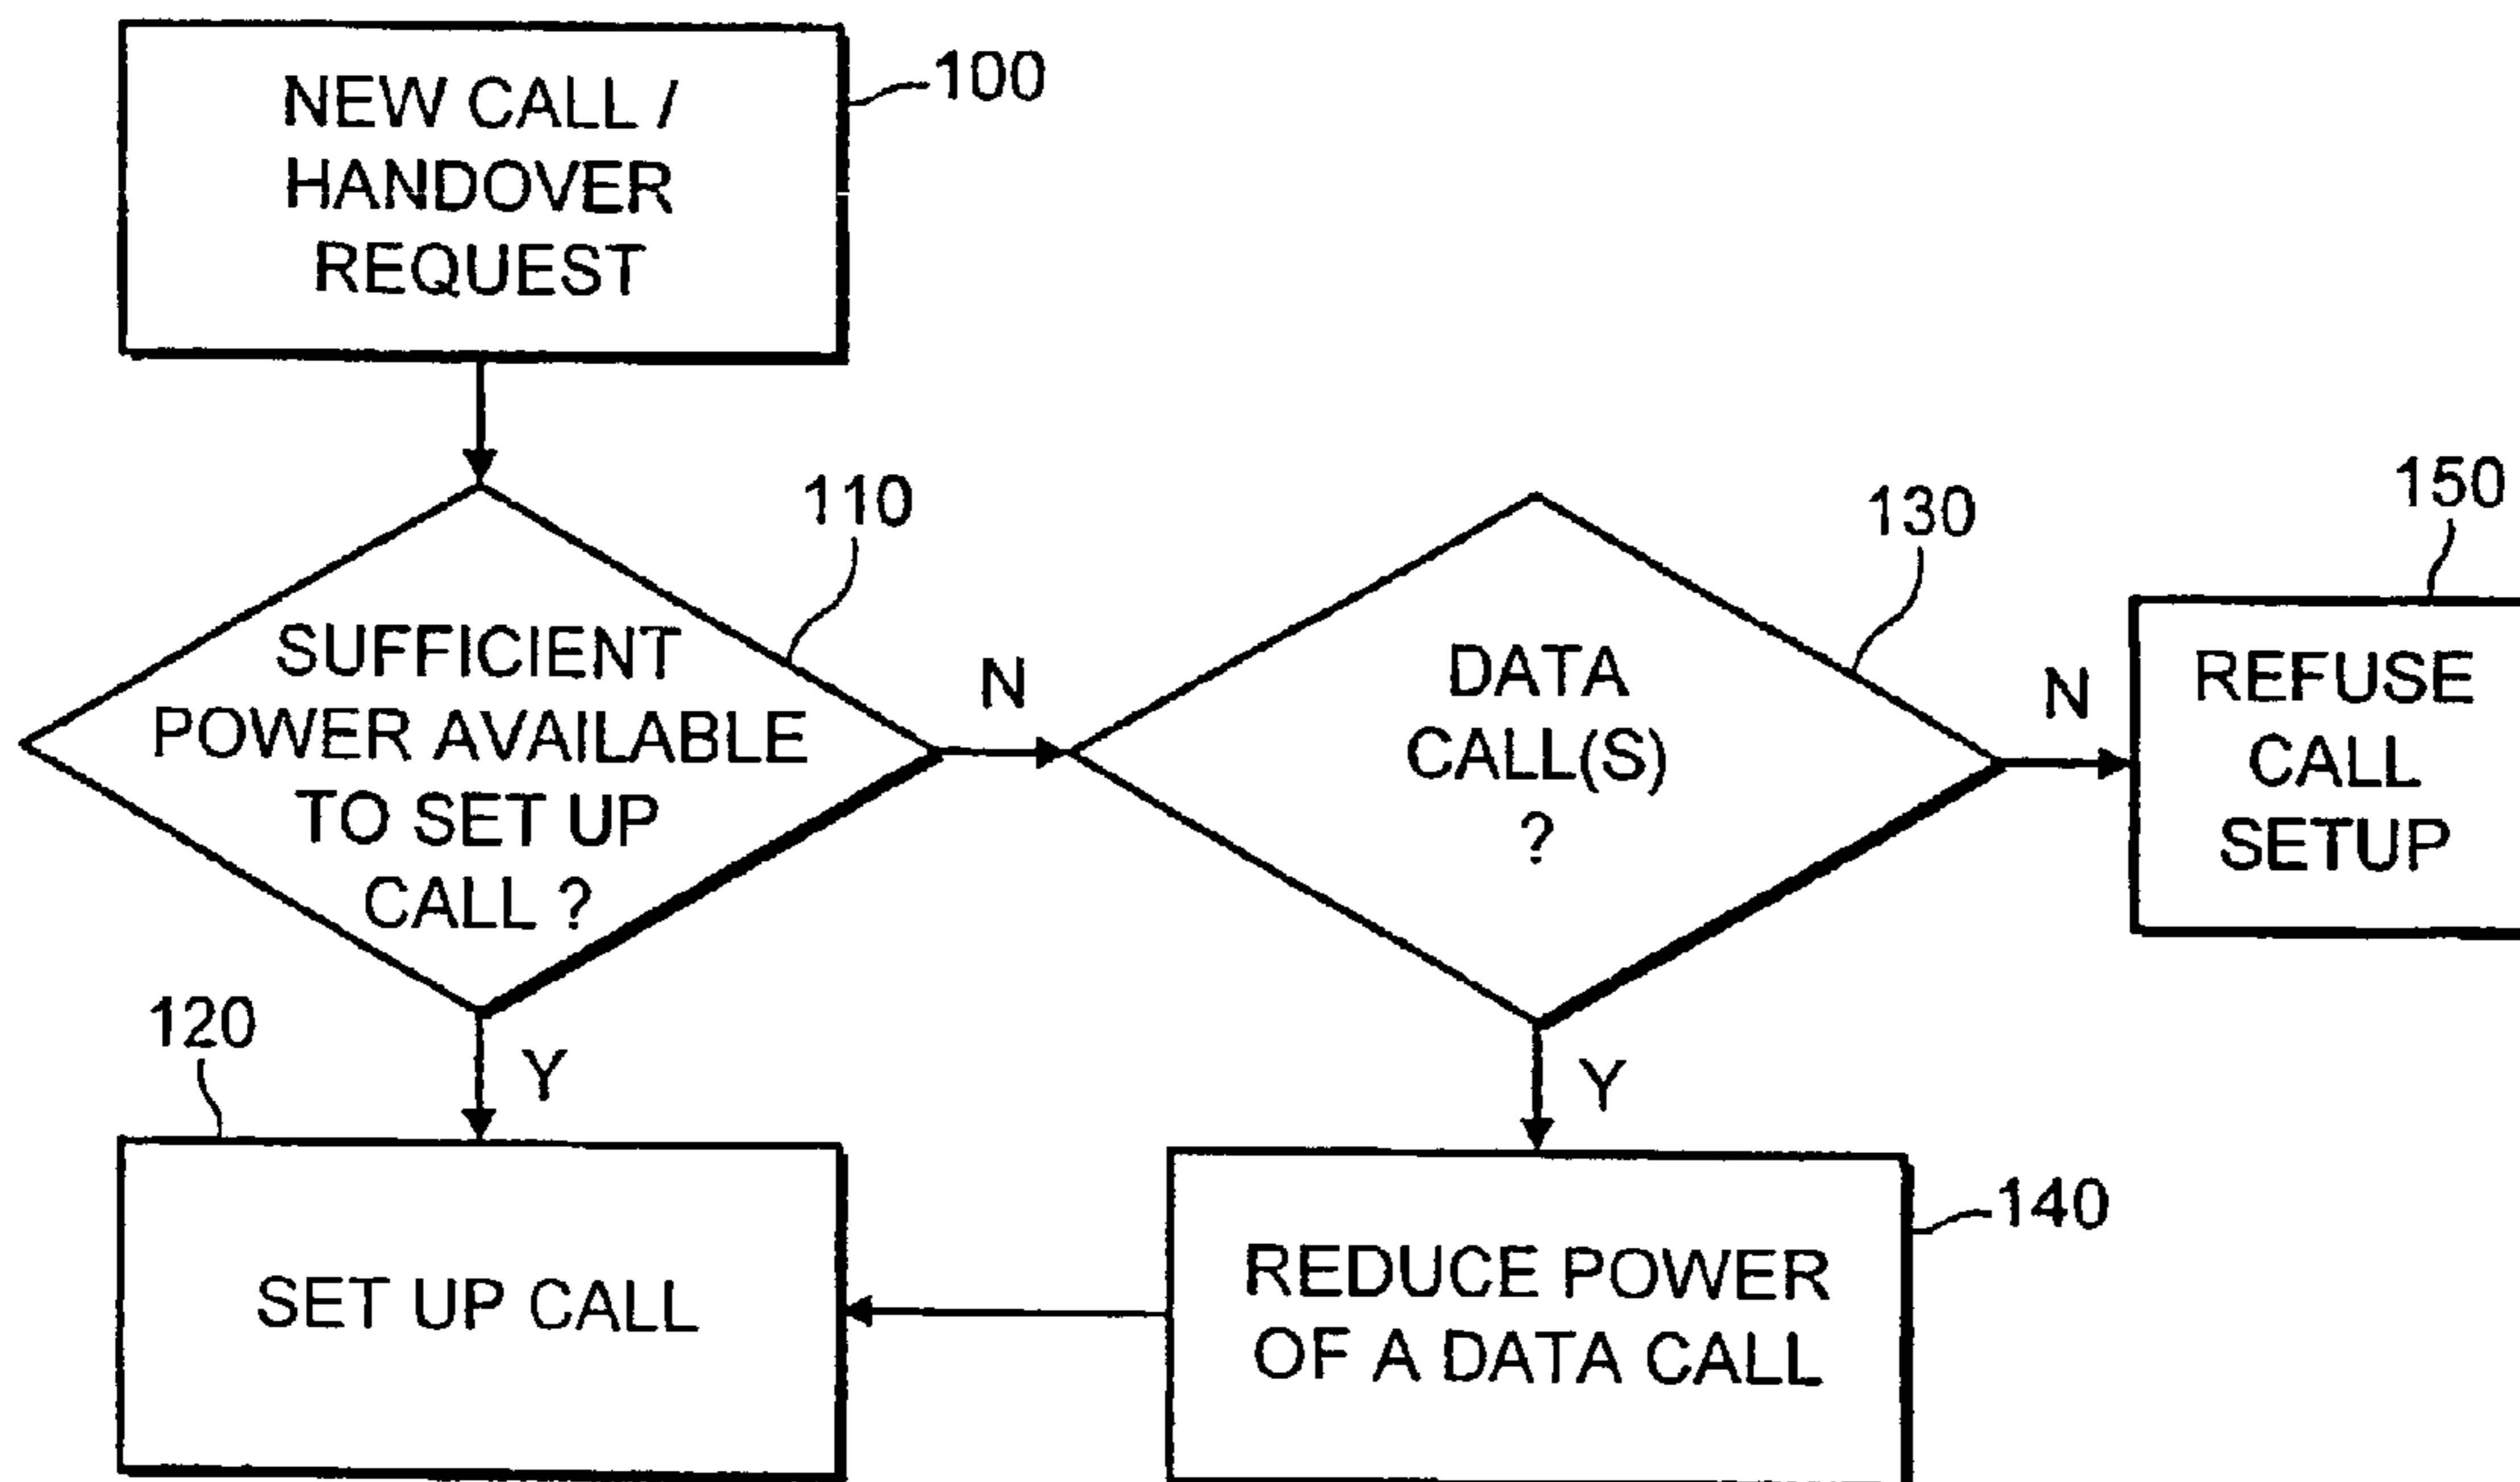 NEW CALL /
HANDOVER
REQUEST
100
110
SUFFICIENT
POWER AVAILABLE
TO SET UP
CALL ?
N
130
DATA
CALL(S)
?
N
150
REFUSE
CALL
SETUP
120
Y
SET UP CALL
Y
140
REDUCE POWER
OF A DATA CALL